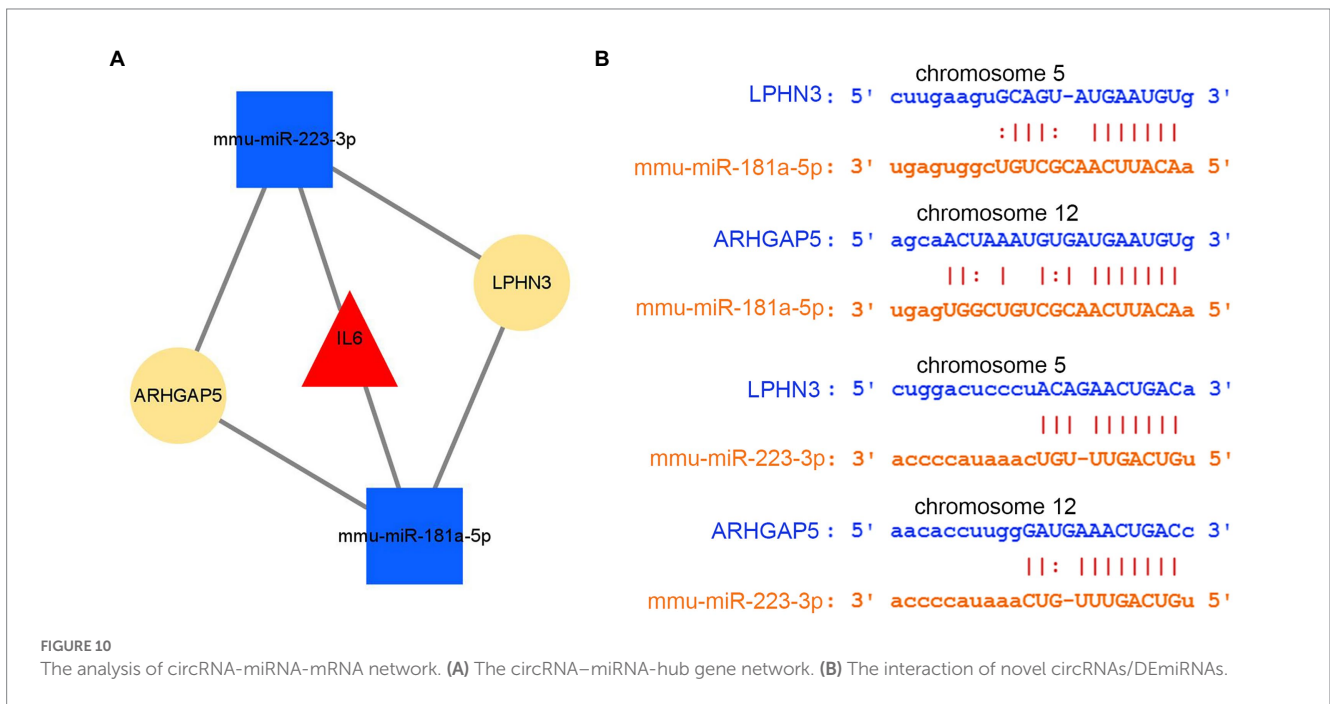 A
mmu-miR-223-3p
LPHN3
IL6
ARHGAP5
mmu-miR-181a-5p
B
chromosome 5
LPHN3: 5' cuugaaguGCAGU-AUGAAUGUg 3'
:|||: |||||||
mmu-miR-181a-5p: 3' ugaguggcUGUCGCAACUUACAa 5'
chromosome 12
ARHGAP5: 5' agcaACUAAAUGUGAUGAAUGUg 3'
||: | |:| |||||||
mmu-miR-181a-5p: 3' ugagUGGCUGUCGCAACUUACAa 5'
chromosome 5
LPHN3: 5' cuggacucccuACAGAACUGACa 3'
||| |||||||
mmu-miR-223-3p: 3' accccauaaacUGU-UUGACUGu 5'
chromosome 12
ARHGAP5: 5' aacaccuuggGAUGAAACUGACc 3'
||: ||||||||
mmu-miR-223-3p: 3' accccauaaaCUG-UUUGACUGu 5'
FIGURE 10
The analysis of circRNA-miRNA-mRNA network. (A) The circRNA–miRNA-hub gene network. (B) The interaction of novel circRNAs/DEmiRNAs.